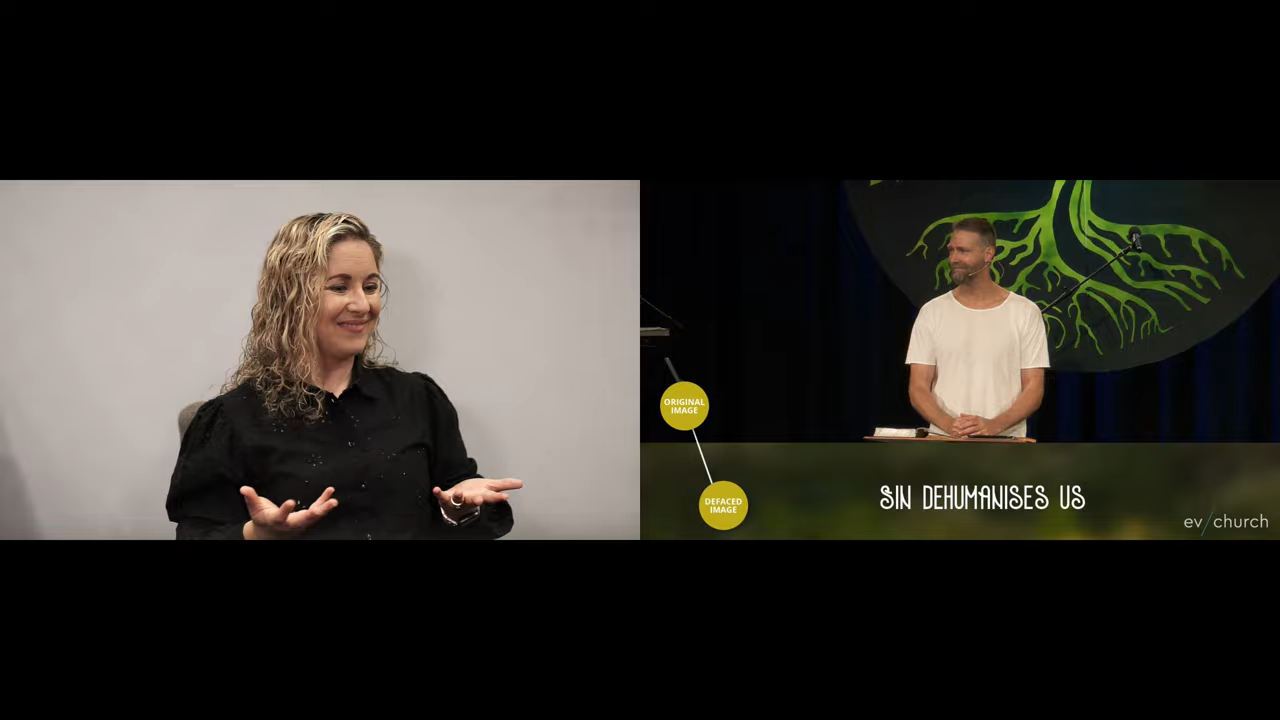 ORIGINAL
IMAGE
DEFACED
IMAGE
SIN DEHUMANISES US
ev/church